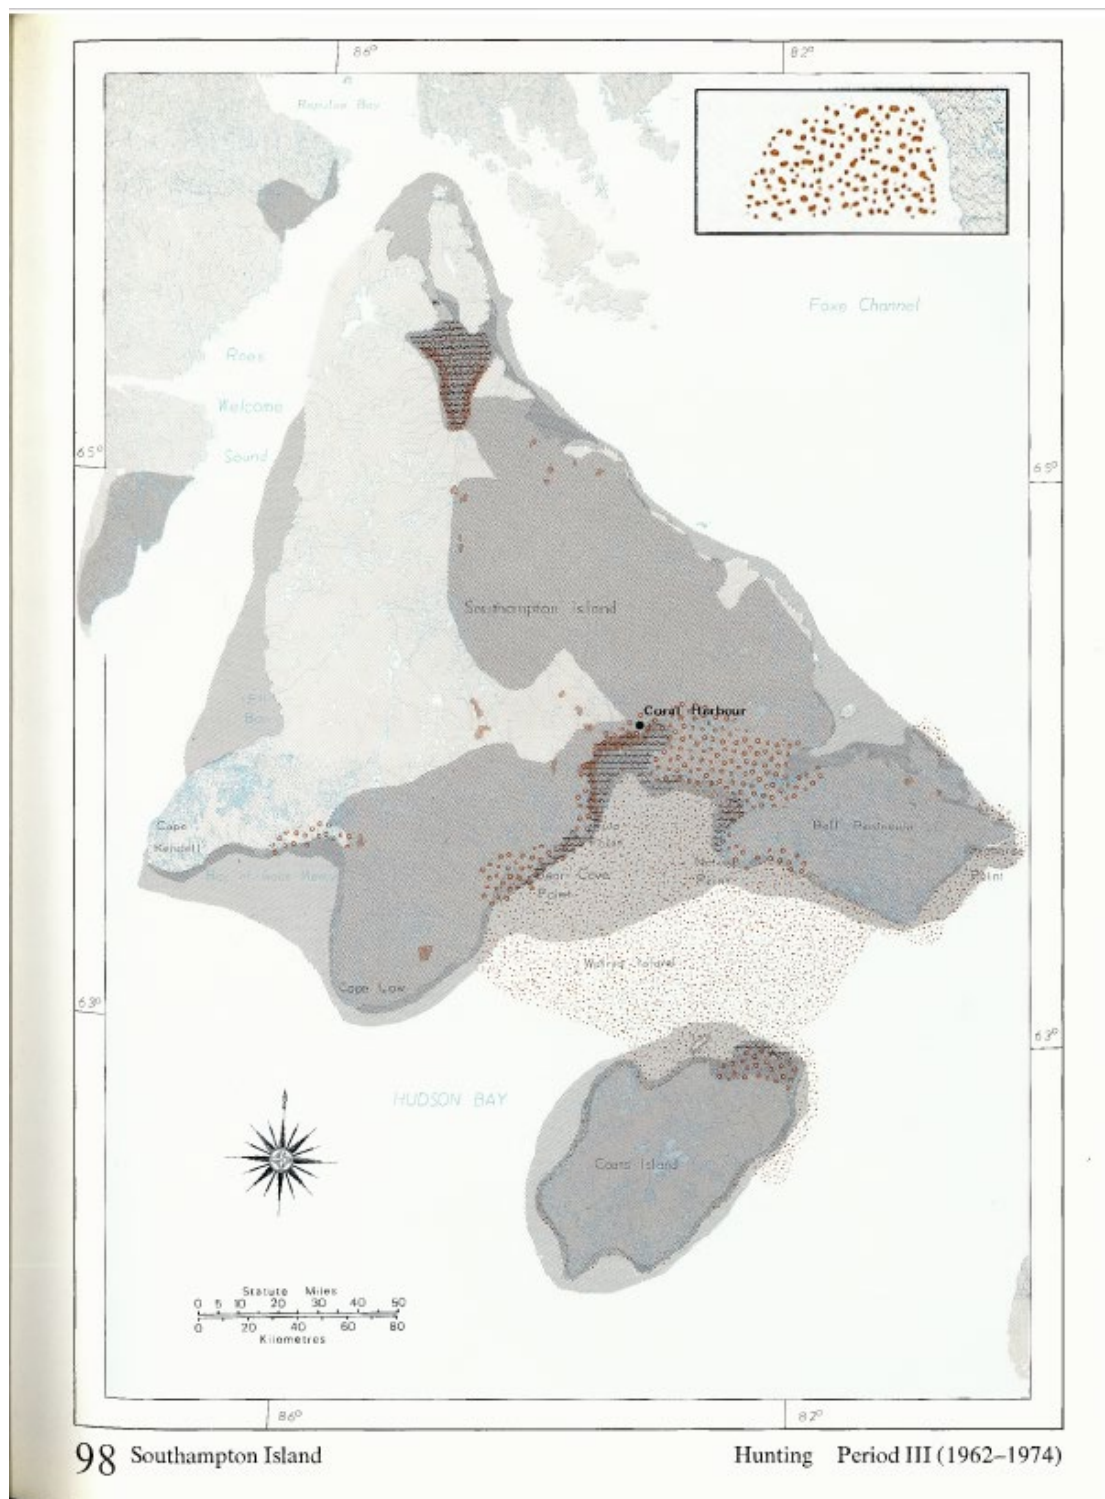 86°
82°
Repulse Bay
Foxe Channel
Roes
Welcome
Sound
65°
65°
Southampton Island
Coral Harbour
Cape
Kendell
Bell Peninsula
Bear Cove
Point
Point
Walrus Island
Cape Low
63°
63°
HUDSON BAY
Coats Island
Statute Miles
0 5 10 20 30 40 50
0 20 40 60 80
Kilometres
86°
82°
98 Southampton Island
Hunting Period III (1962–1974)